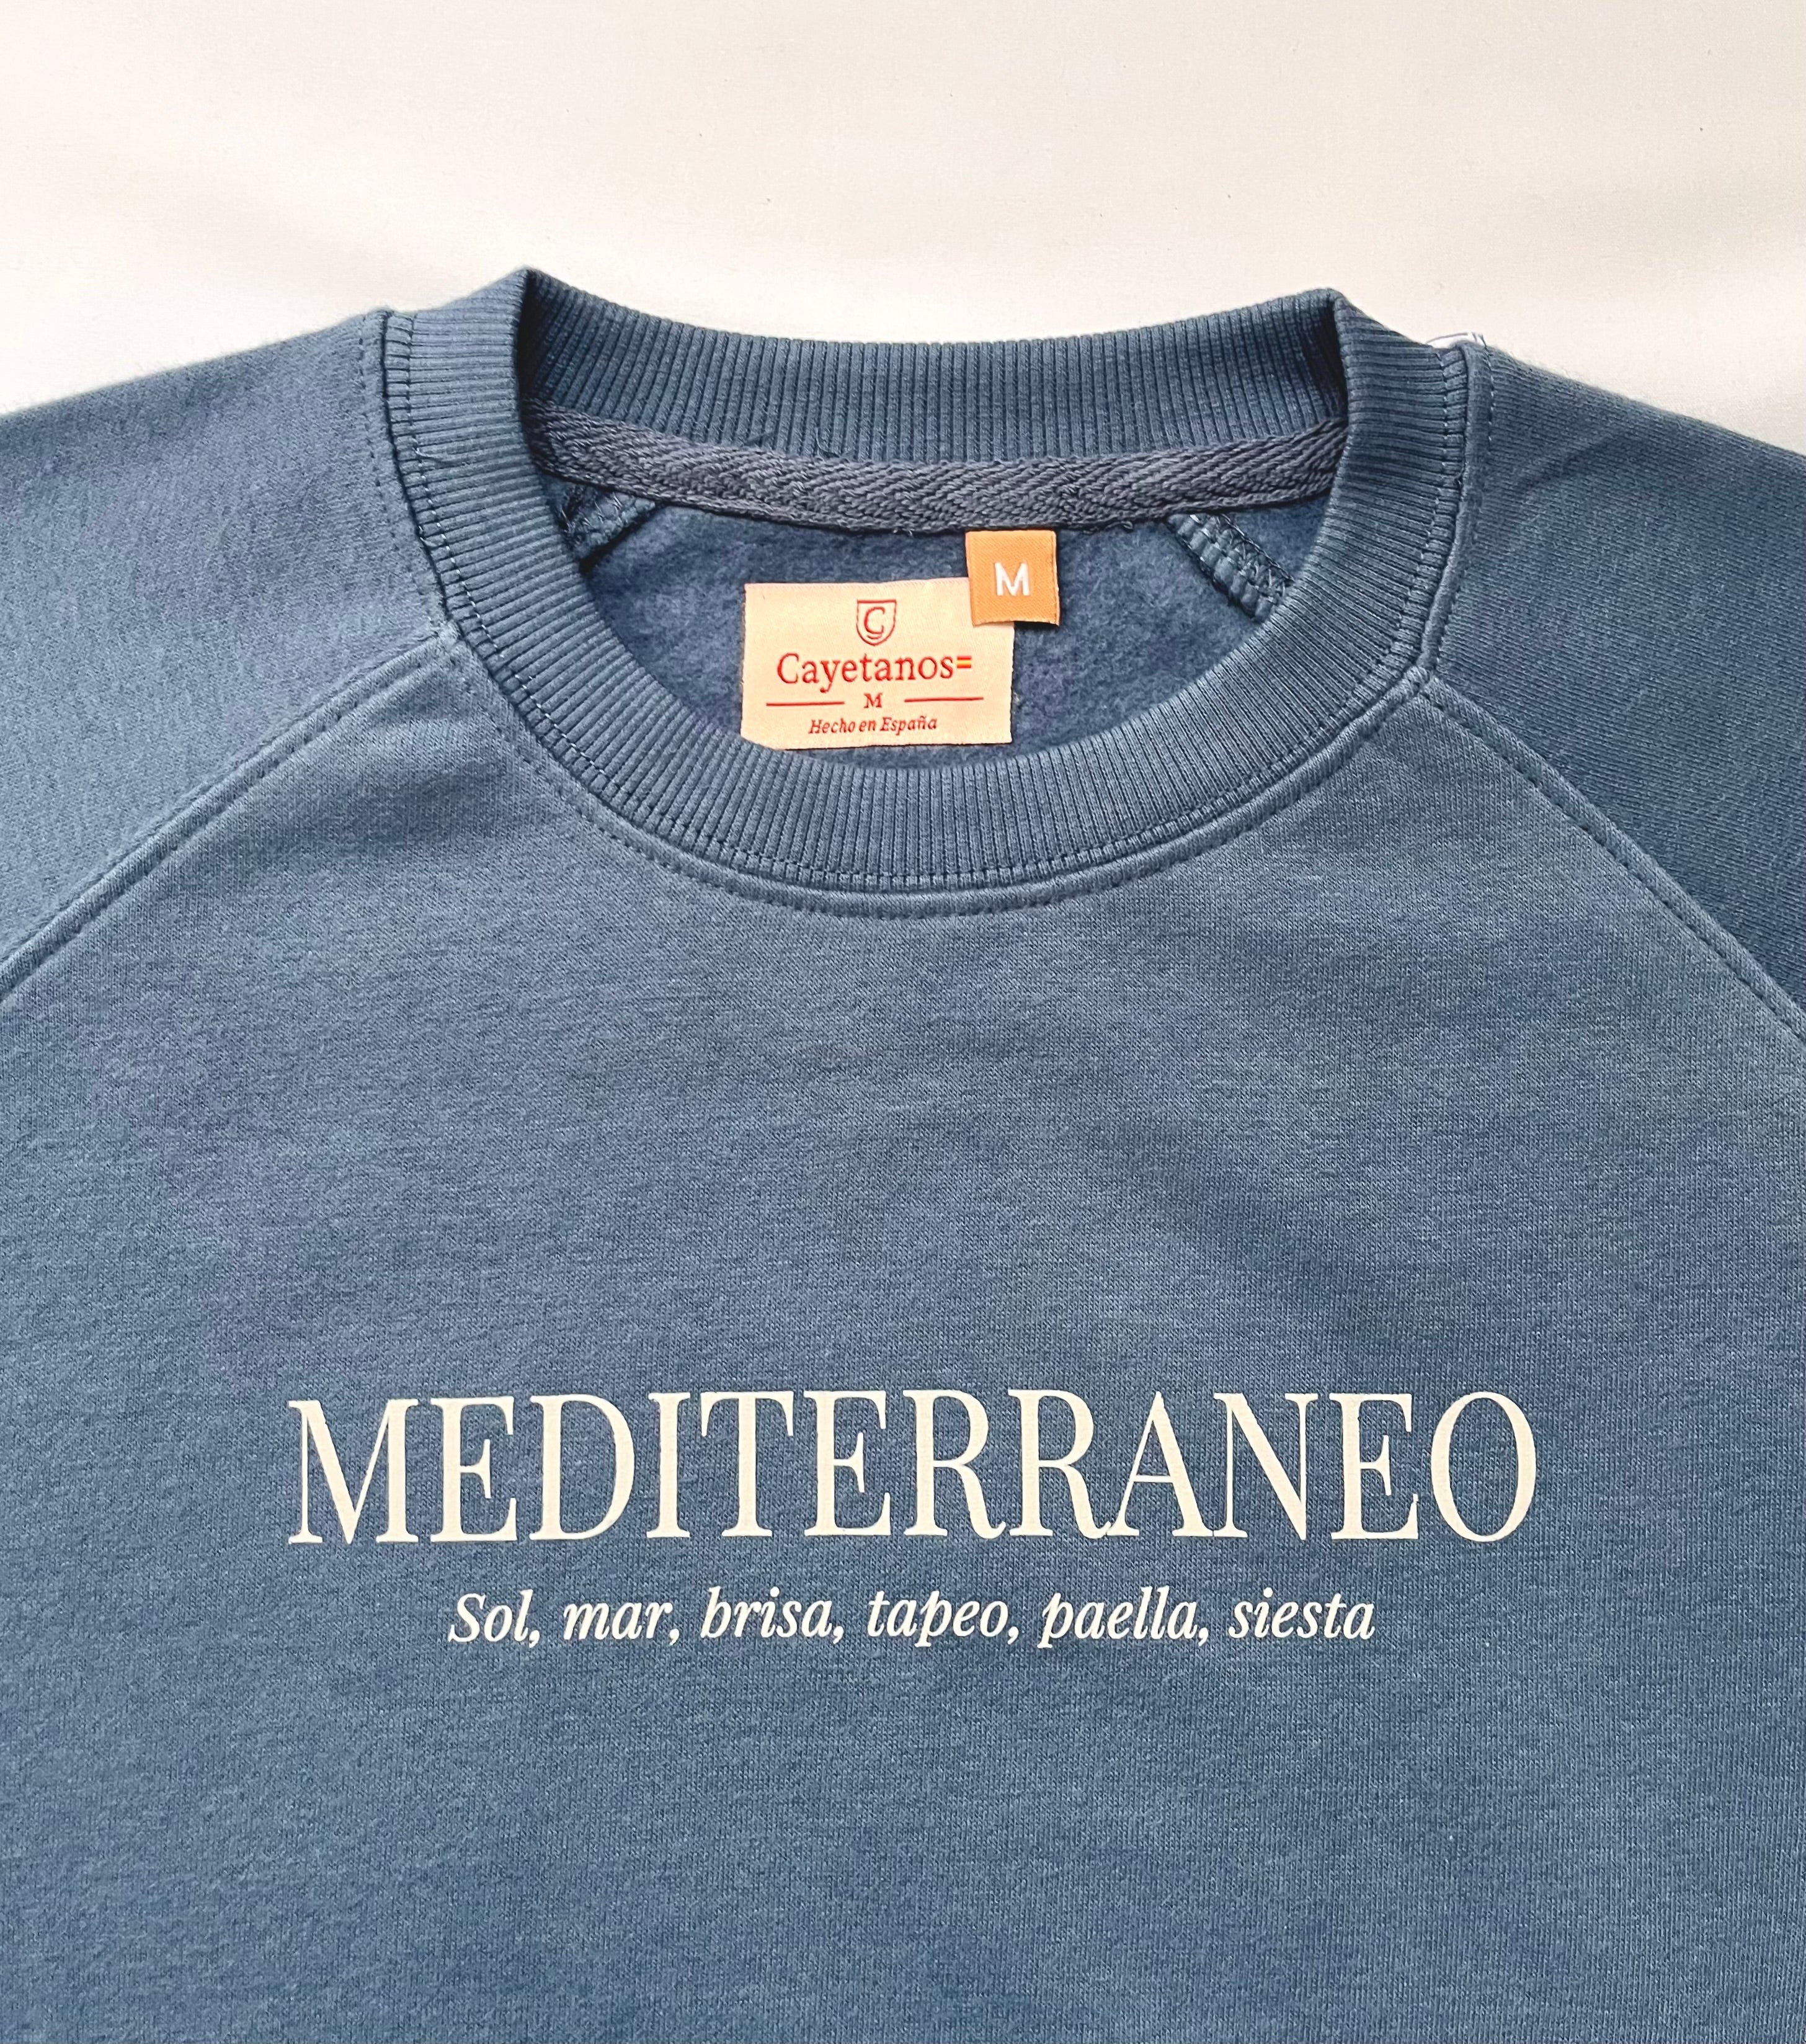 M
C
Cayetanos
M
Hecho en España
MEDITERRANEO
Sol, mar, brisa, tapeo, paella, siesta